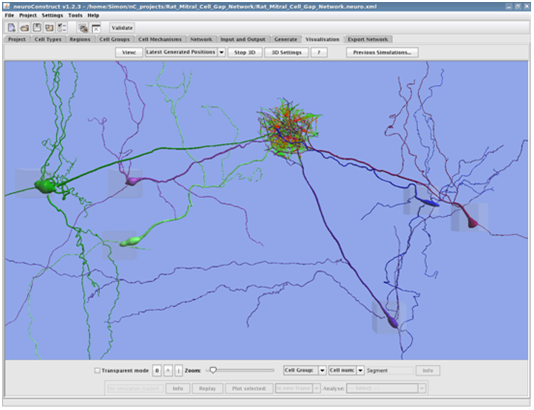 neuroConstruct v1.2.3 - /home/Simon/nC_projects/Rat_Mitral_Cell_Gap_Network/Rat_Mitral_Cell_Gap_Network.neuro.xml
File Project Settings Tools Help
Validate
Project Cell Types Regions Cell Groups Cell Mechanisms Network Input and Output Generate Visualisation Export Network
View: Latest Generated Positions Stop 3D 3D Settings ? Previous Simulations...
Transparent mode 0 ^ | Zoom: Cell Group: Cell num: Segment Info
Info Replay Plot selected: Analyse: